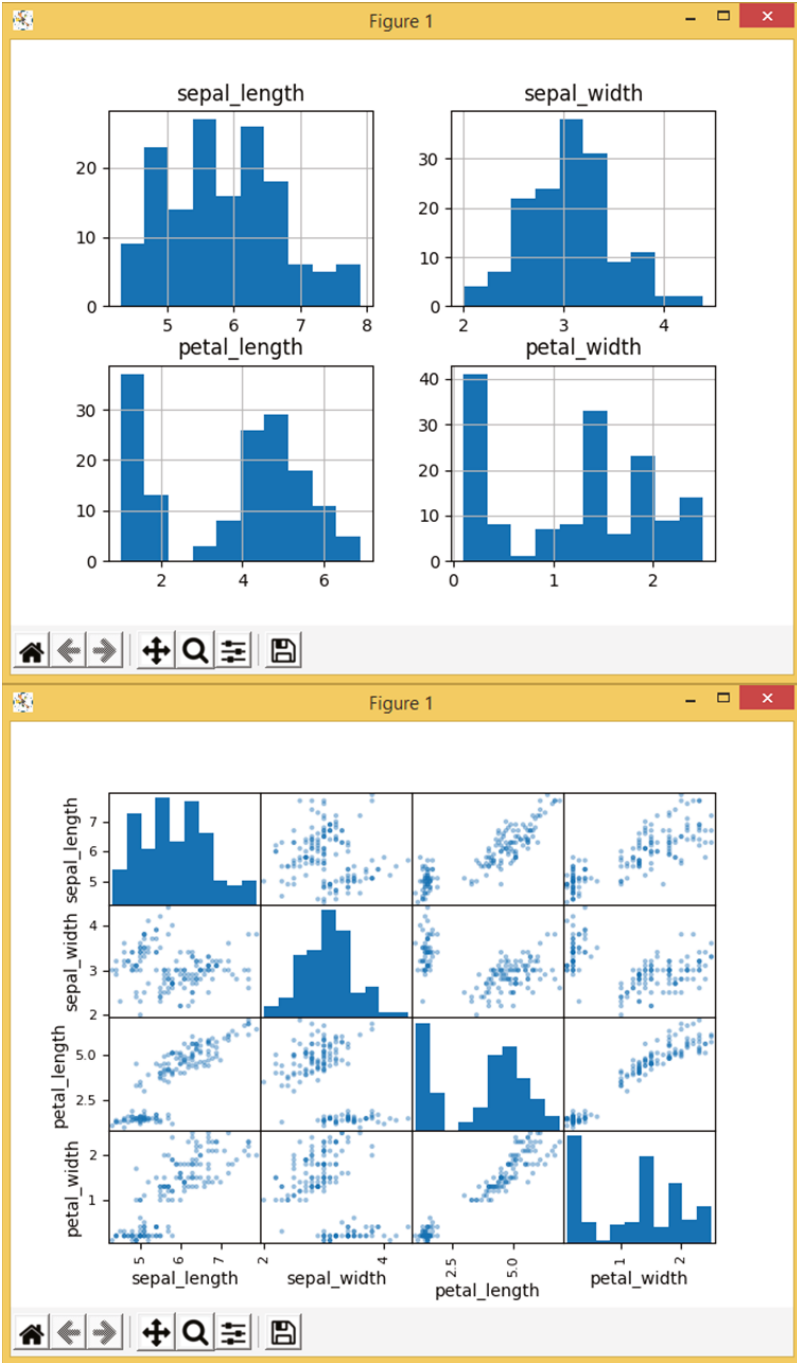 Figure 1
sepal_length
sepal_width
20
10
0
5 6 7 8
30
20
10
0
2 3 4
petal_length
petal_width
30
20
10
0
2 4 6
40
30
20
10
0
0 1 2
Figure 1
sepal_length
7
6
5
sepal_width
4
3
2
petal_length
5.0
2.5
petal_width
2
1
5 6 7
sepal_length
2 4
sepal_width
2.5 5.0
petal_length
1 2
petal_width